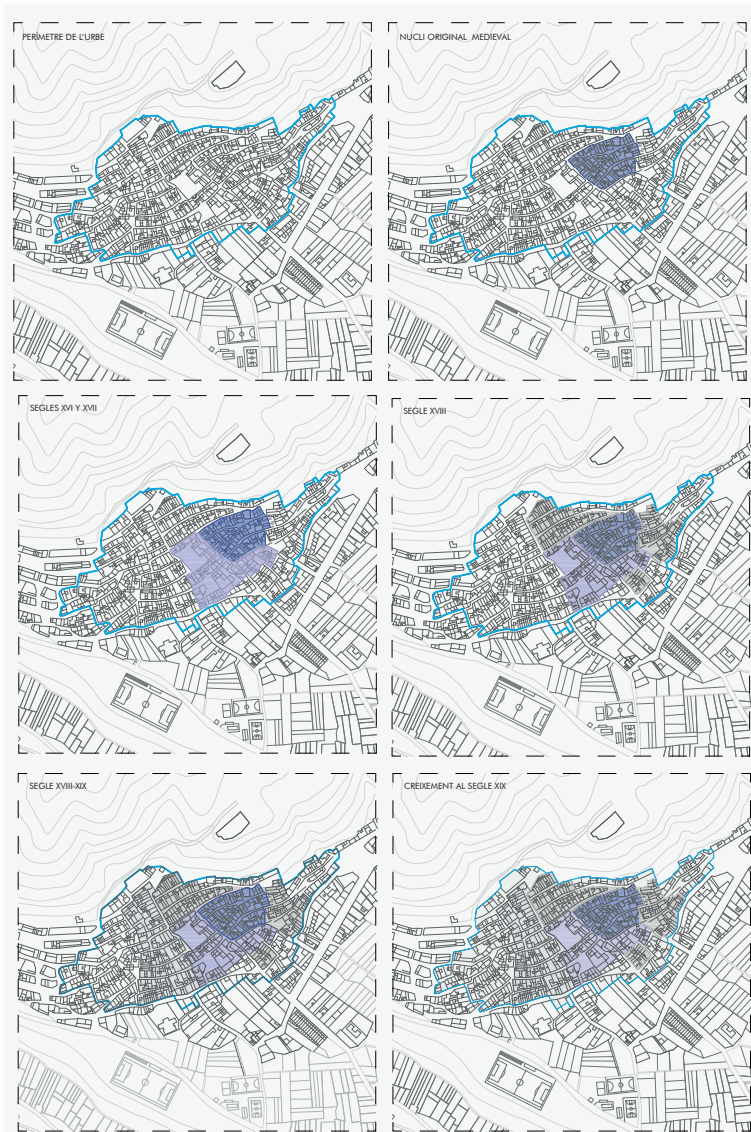 PERÍMETRE DE L'URBE
NUCLI ORIGINAL MEDIEVAL
SEGLES XVI Y XVII
SEGLE XVIII
SEGLE XVIII-XIX
CREIXEMENT AL SEGLE XIX